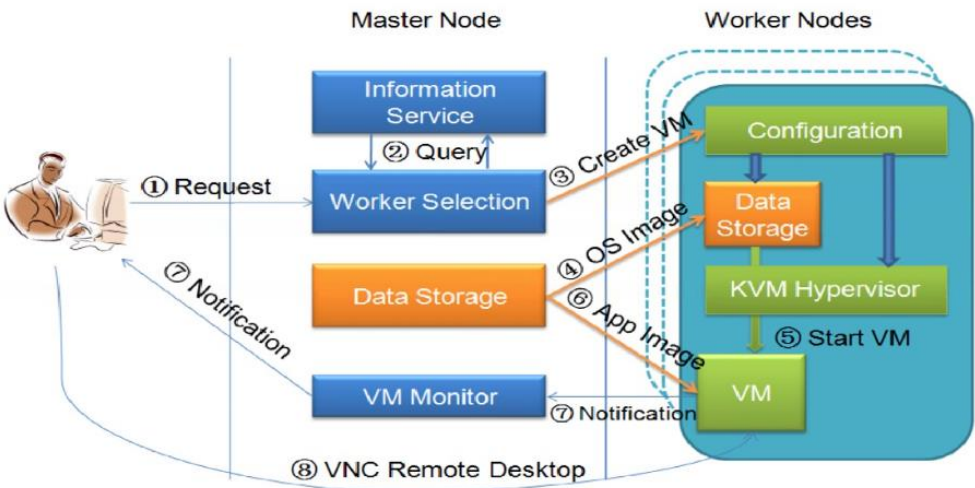 Master Node
Worker Nodes
Information
Service
② Query
① Request
Worker Selection
③ Create VM
Configuration
Data
Storage
④ OS Image
Data Storage
⑥ App Image
KVM Hypervisor
⑤ Start VM
⑦ Notification
VM Monitor
⑦ Notification
VM
⑧ VNC Remote Desktop